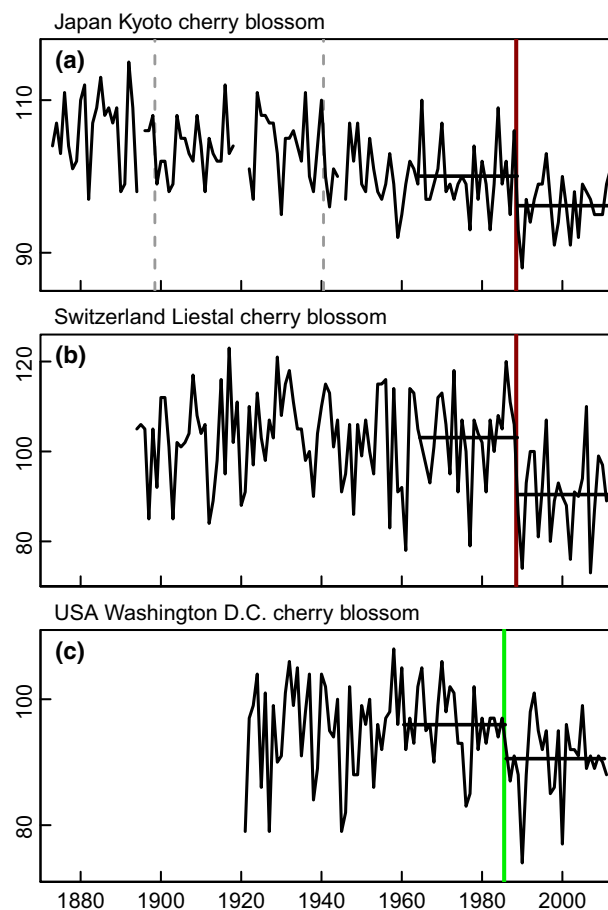 Japan Kyoto cherry blossom
(a)
110
90
Switzerland Liestal cherry blossom
(b)
120
100
80
USA Washington D.C. cherry blossom
(c)
100
80
1880 1900 1920 1940 1960 1980 2000